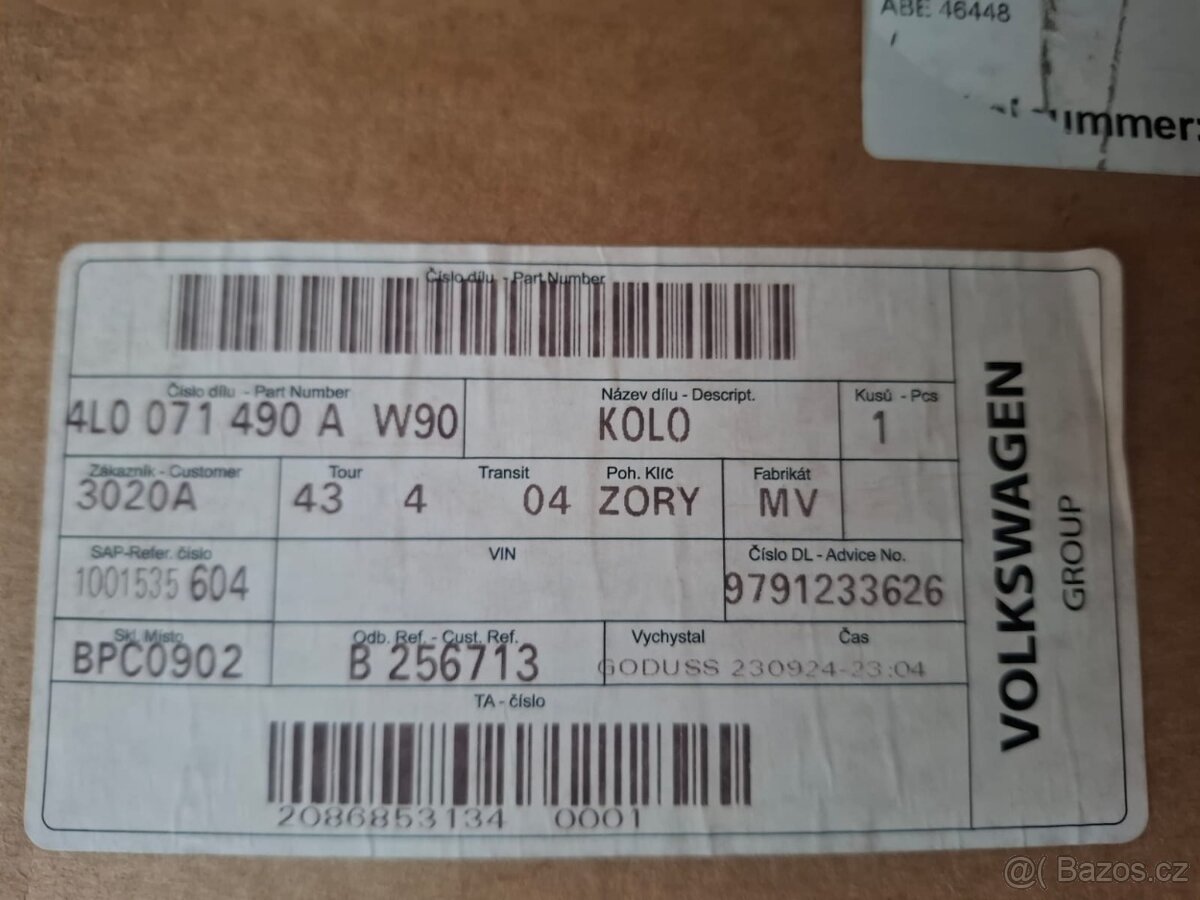 ABE 46448
ummer:
Číslo dílu - Part Number
Číslo dílu - Part Number
Název dílu - Descript.
Kusů - Pcs
4L0 071 490 A W90
KOLO
1
Zákazník - Customer
Tour
Transit
Poh. Klíč
Fabrikát
3020A
43 4
04
ZORY
MV
SAP-Refer. číslo
VIN
Číslo DL - Advice No.
1001535 604
9791233626
Skl. Místo
Odb. Ref. - Cust. Ref.
Vychystal
Čas
BPC0902
B 256713
GODUSS 230924-23:04
TA - číslo
2086853134 0001
VOLKSWAGEN
GROUP
@( Bazos.cz